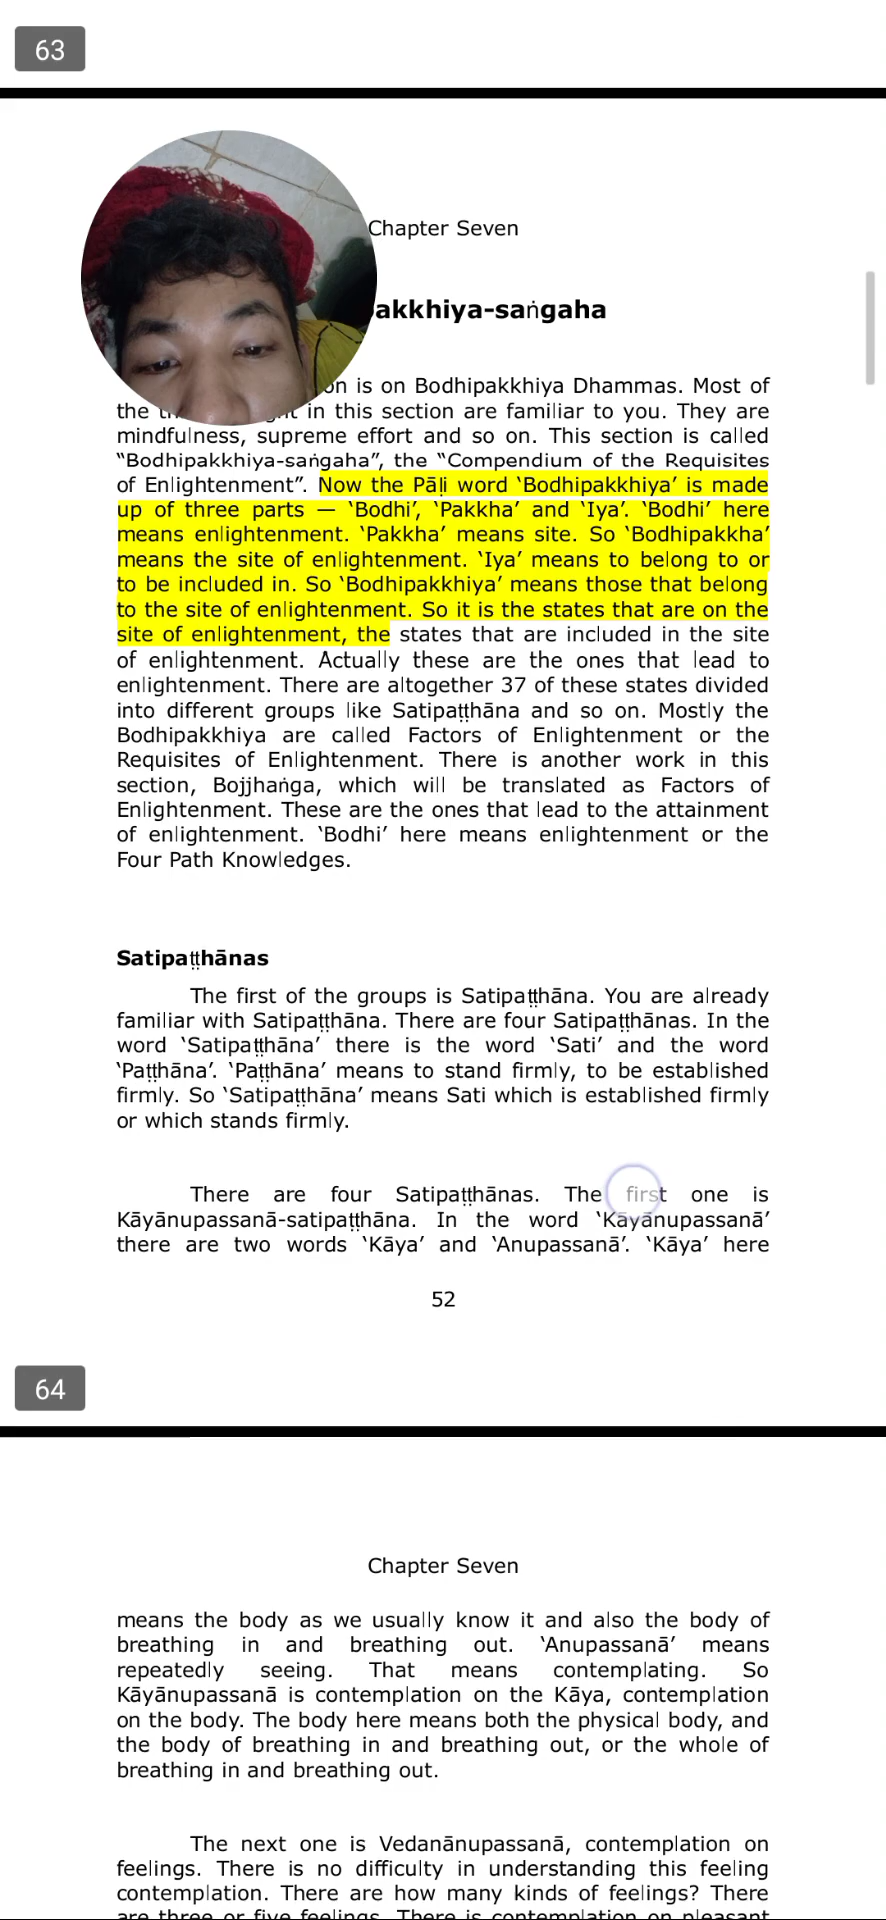 63
Chapter Seven
akkhiya-saṅgaha
on is on Bodhipakkhiya Dhammas. Most of
the in this section are familiar to you. They are
mindfulness, supreme effort and so on. This section is called
“Bodhipakkhiya-saṅgaha”, the “Compendium of the Requisites
of Enlightenment”. Now the Pāḷi word ‘Bodhipakkhiya’ is made
up of three parts — ‘Bodhi’, ‘Pakkha’ and ‘Iya’. ‘Bodhi’ here
means enlightenment. ‘Pakkha’ means site. So ‘Bodhipakkha’
means the site of enlightenment. ‘Iya’ means to belong to or
to be included in. So ‘Bodhipakkhiya’ means those that belong
to the site of enlightenment. So it is the states that are on the
site of enlightenment, the states that are included in the site
of enlightenment. Actually these are the ones that lead to
enlightenment. There are altogether 37 of these states divided
into different groups like Satipaṭṭhāna and so on. Mostly the
Bodhipakkhiya are called Factors of Enlightenment or the
Requisites of Enlightenment. There is another work in this
section, Bojjhaṅga, which will be translated as Factors of
Enlightenment. These are the ones that lead to the attainment
of enlightenment. ‘Bodhi’ here means enlightenment or the
Four Path Knowledges.
Satipaṭṭhānas
The first of the groups is Satipaṭṭhāna. You are already
familiar with Satipaṭṭhāna. There are four Satipaṭṭhānas. In the
word ‘Satipaṭṭhāna’ there is the word ‘Sati’ and the word
‘Paṭṭhāna’. ‘Paṭṭhāna’ means to stand firmly, to be established
firmly. So ‘Satipaṭṭhāna’ means Sati which is established firmly
or which stands firmly.
There are four Satipaṭṭhānas. The first one is
Kāyānupassanā-satipaṭṭhāna. In the word ‘Kāyānupassanā’
there are two words ‘Kāya’ and ‘Anupassanā’. ‘Kāya’ here
52
64
Chapter Seven
means the body as we usually know it and also the body of
breathing in and breathing out. ‘Anupassanā’ means
repeatedly seeing. That means contemplating. So
Kāyānupassanā is contemplation on the Kāya, contemplation
on the body. The body here means both the physical body, and
the body of breathing in and breathing out, or the whole of
breathing in and breathing out.
The next one is Vedanānupassanā, contemplation on
feelings. There is no difficulty in understanding this feeling
contemplation. There are how many kinds of feelings? There
are three or five feelings. There is contemplation on pleasant